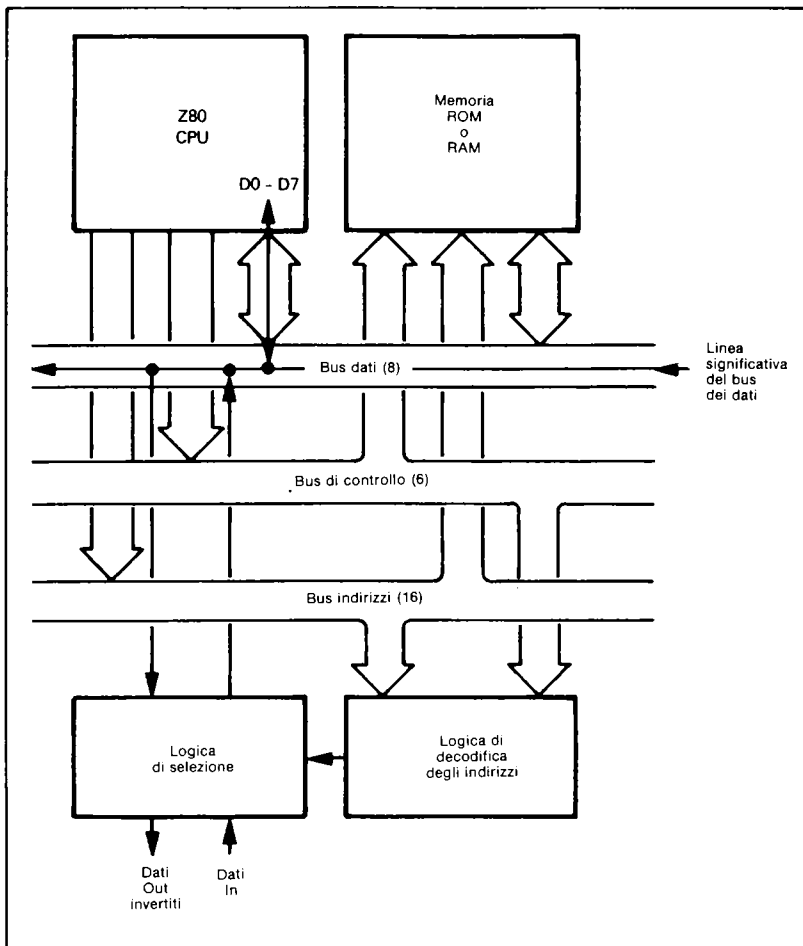 Z80
CPU
D0 - D7
Memoria
ROM
o
RAM
Bus dati (8)
Linea
significativa
del bus
dei dati
Bus di controllo (6)
Bus indirizzi (16)
Logica
di selezione
Logica di
decodifica
degli indirizzi
Dati
Out
invertiti
Dati
In